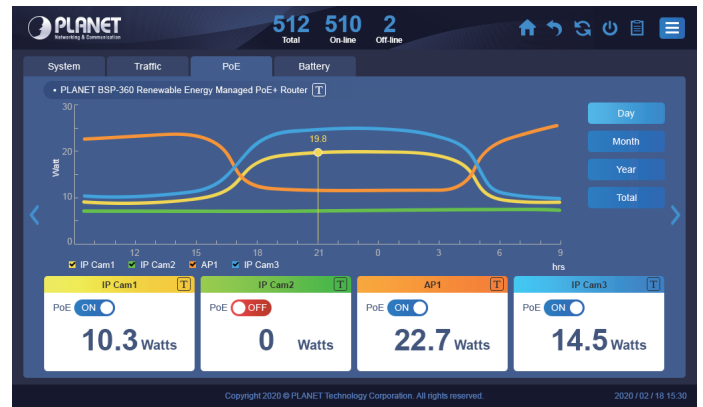 PLANET
Networking & Communication
512 510 2
Total On-line Off-line
System Traffic PoE Battery
• PLANET BSP-360 Renewable Energy Managed PoE+ Router T
Day
Month
Year
Total
30
20
10
0
Watt
19.8
12 15 18 21 0 3 6 9
hrs
IP Cam1 IP Cam2 AP1 IP Cam3
IP Cam1 T
PoE ON
10.3 Watts
IP Cam2 T
PoE OFF
0 Watts
AP1 T
PoE ON
22.7 Watts
IP Cam3 T
PoE ON
14.5 Watts
Copyright 2020 © PLANET Technology Corporation. All rights reserved.
2020 / 02 / 18 15:30